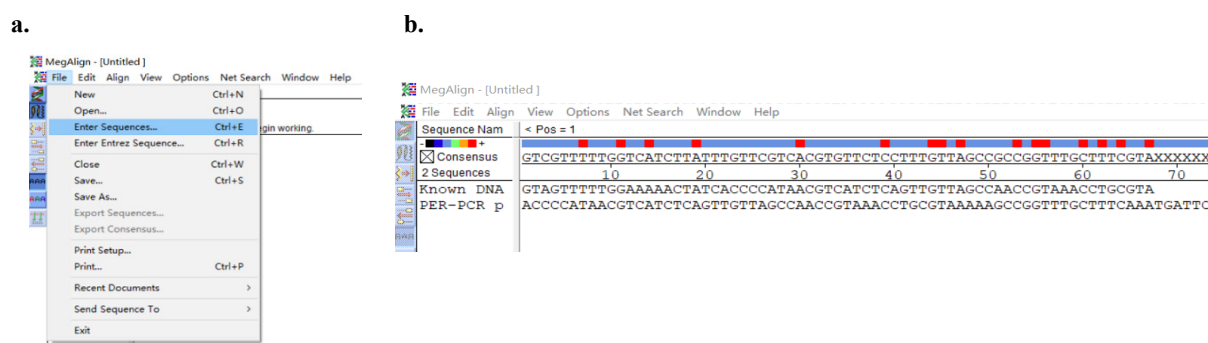 a.
b.
MegAlign - [Untitled ]
File Edit Align View Options Net Search Window Help
New Ctrl+N
Open... Ctrl+O
Enter Sequences... Ctrl+E
egin working.
Enter Entrez Sequence... Ctrl+R
Close Ctrl+W
Save... Ctrl+S
Save As...
Export Sequences...
Export Consensus...
Print Setup...
Print... Ctrl+P
Recent Documents >
Send Sequence To >
Exit
MegAlign - [Untitled ]
File Edit Align View Options Net Search Window Help
Sequence Nam < Pos = 1
- +
Consensus GTCGTTTTTGGTCATCTTATTTGTTCGTCACGTGTTCTCCTTTGTTAGCCGCCGGTTTGCTTTCGTAXXXXXX
2 Sequences 10 20 30 40 50 60 70
Known DNA GTAGTTTTTGGAAAAACTATCACCCCATAACGTCATCTCAGTTGTTAGCCAACCGTAAACCTGCGTA
PER-PCR p ACCCCATAACGTCATCTCAGTTGTTAGCCAACCGTAAACCTGCGTAAAAAGCCGGTTTGCTTTCAAATGATTC